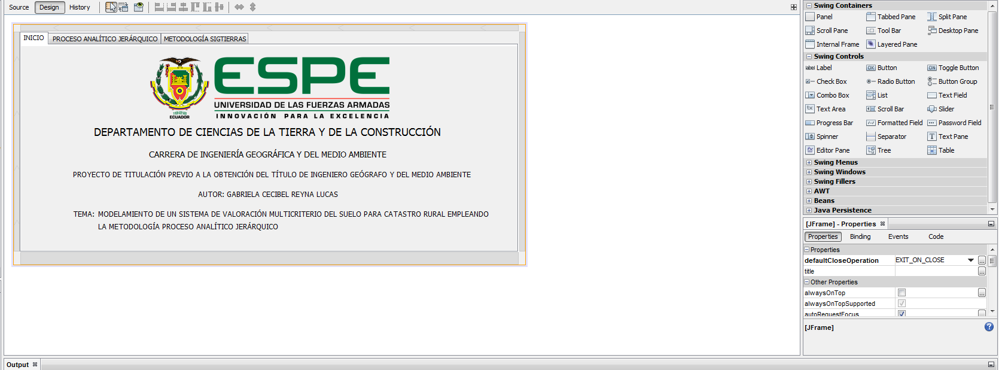 Source Design History
INICIO PROCESO ANALÍTICO JERÁRQUICO METODOLOGÍA SIGTIERRAS
1922
ECUADOR
ESPE
UNIVERSIDAD DE LAS FUERZAS ARMADAS
INNOVACIÓN PARA LA EXCELENCIA
DEPARTAMENTO DE CIENCIAS DE LA TIERRA Y DE LA CONSTRUCCIÓN
CARRERA DE INGENIERÍA GEOGRÁFICA Y DEL MEDIO AMBIENTE
PROYECTO DE TITULACIÓN PREVIO A LA OBTENCIÓN DEL TÍTULO DE INGENIERO GEÓGRAFO Y DEL MEDIO AMBIENTE
AUTOR: GABRIELA CECIBEL REYNA LUCAS
TEMA: MODELAMIENTO DE UN SISTEMA DE VALORACIÓN MULTICRITERIO DEL SUELO PARA CATASTRO RURAL EMPLEANDO
LA METODOLOGÍA PROCESO ANALÍTICO JERÁRQUICO
Swing Containers
Panel Tabbed Pane Split Pane
Scroll Pane Tool Bar Desktop Pane
Internal Frame Layered Pane
Swing Controls
label Label OK Button ON Toggle Button
Check Box Radio Button Button Group
Combo Box List Text Field
tx Text Area Scroll Bar Slider
Progress Bar Formatted Field Password Field
Spinner Separator T Text Pane
tx Editor Pane Tree Table
Swing Menus
Swing Windows
Swing Fillers
AWT
Beans
Java Persistence
[JFrame] - Properties
Properties Binding Events Code
Properties
defaultCloseOperation EXIT_ON_CLOSE ...
title ...
Other Properties
alwaysOnTop ...
alwaysOnTopSupported
autoRequestFocus
[JFrame] ?
Output